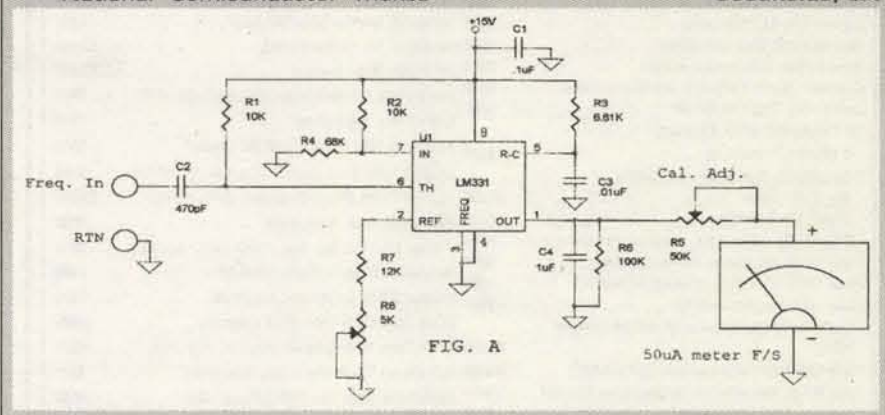 +15V
C1
.1uF
R1
10K
R2
10K
R3
6.81K
R4 68K
U1
8
7 IN
R-C 5
C2
470pF
Freq. In
6 TH
LM331
C3
.01uF
Cal. Adj.
2 REF
FREQ
OUT 1
3
4
RTN
R7
12K
C4
1uF
R6
100K
R5
50K
+
R8
5K
FIG. A
50uA meter F/S
-